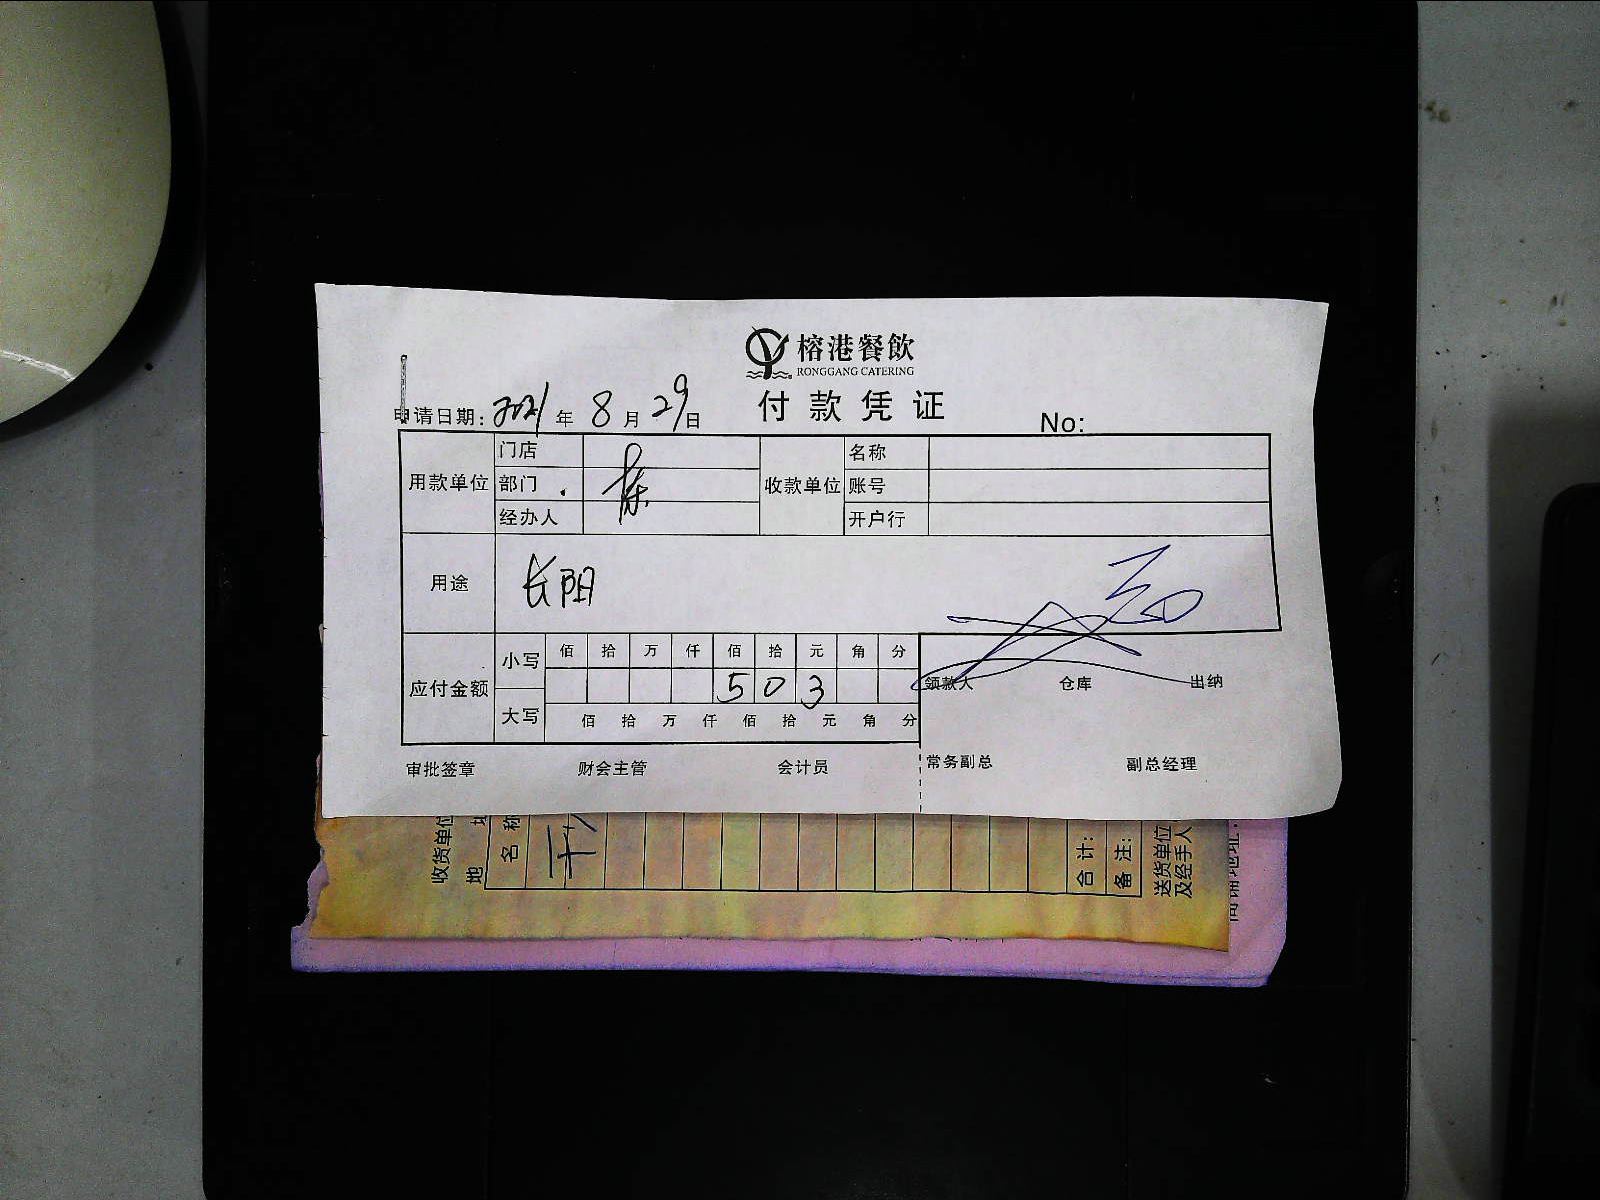 榕港餐飲
RONGGANG CATERING
付款凭证
申请日期: 2021 年 8 月 29 日
No:
用款单位 门店 收款单位 名称
部门 账号
经办人 开户行
用途 长阳
应付金额 小写 佰 拾 万 仟 佰 拾 元 角 分
5 0 3
大写 佰 拾 万 仟 佰 拾 元 角 分
领款人 仓库 出纳
审批签章 财会主管 会计员 常务副总 副总经理
收货单位
地址
名称
合计:
备注:
送货单位
及经手人